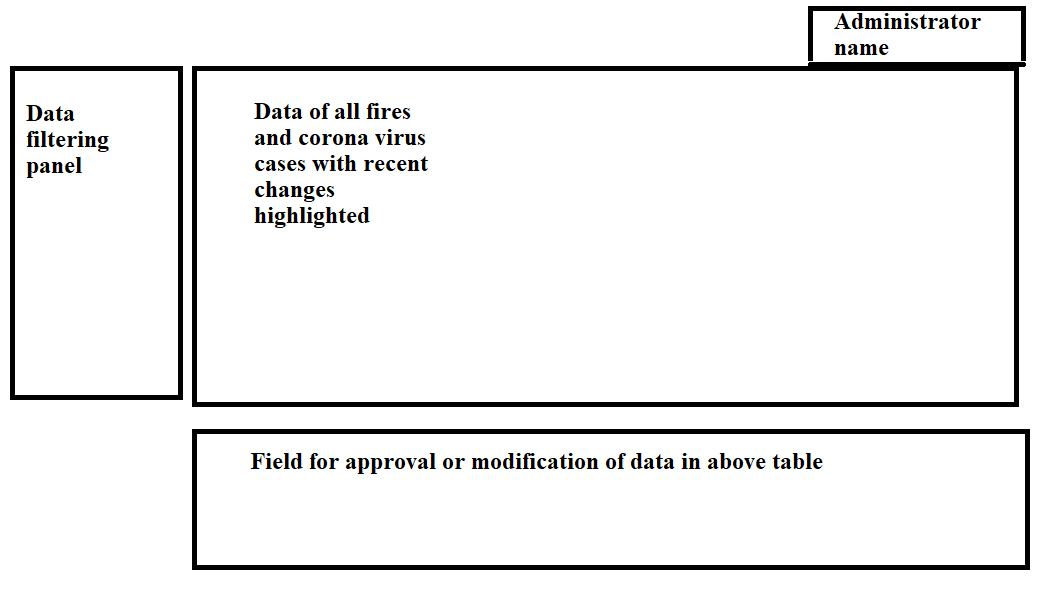 Administrator
name
Data
filtering
panel
Data of all fires
and corona virus
cases with recent
changes
highlighted
Field for approval or modification of data in above table